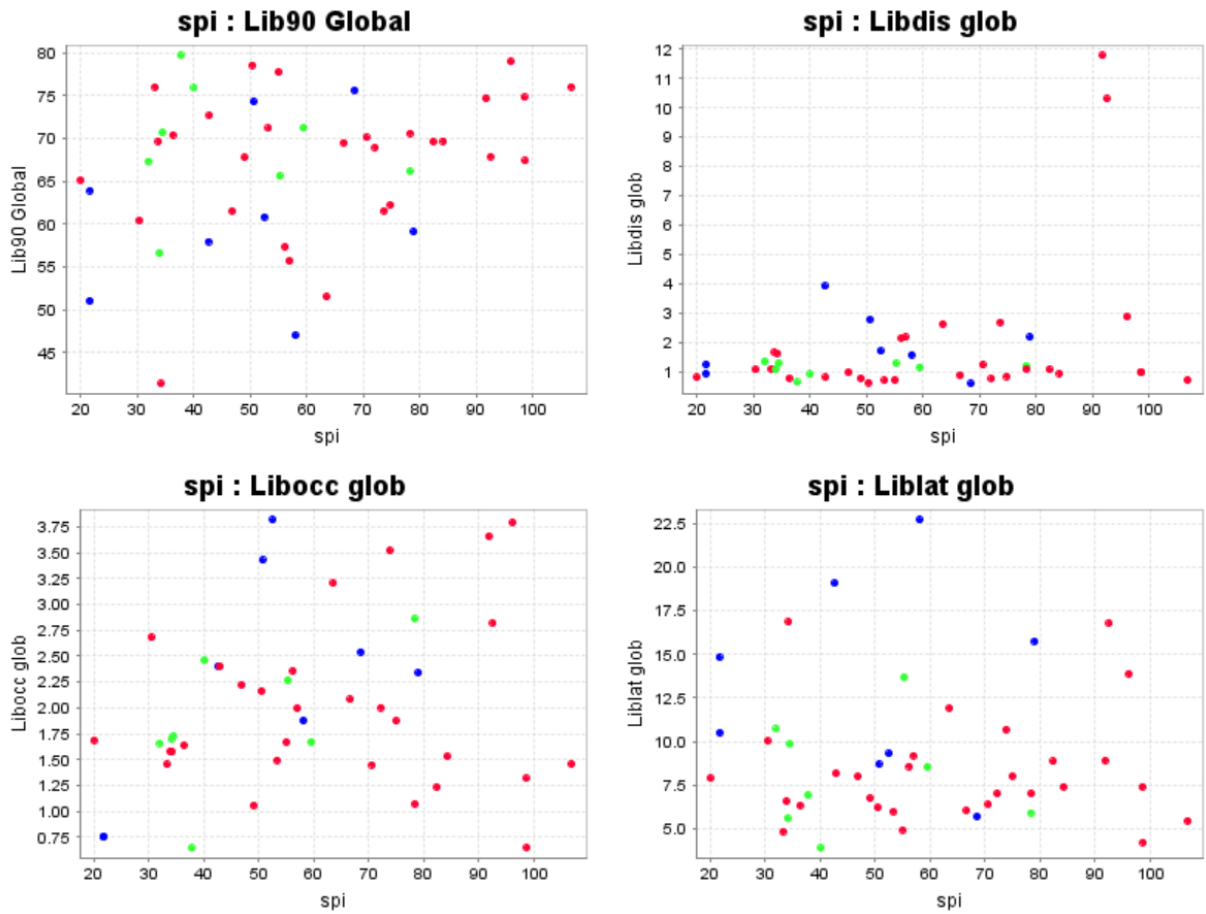 spi : Lib90 Global
80
75
70
65
60
55
50
45
Lib90 Global
20 30 40 50 60 70 80 90 100
spi
spi : Libdis glob
12
11
10
9
8
7
6
5
4
3
2
1
Libdis glob
20 30 40 50 60 70 80 90 100
spi
spi : Libocc glob
3.75
3.50
3.25
3.00
2.75
2.50
2.25
2.00
1.75
1.50
1.25
1.00
0.75
Libocc glob
20 30 40 50 60 70 80 90 100
spi
spi : Liblat glob
22.5
20.0
17.5
15.0
12.5
10.0
7.5
5.0
Liblat glob
20 30 40 50 60 70 80 90 100
spi